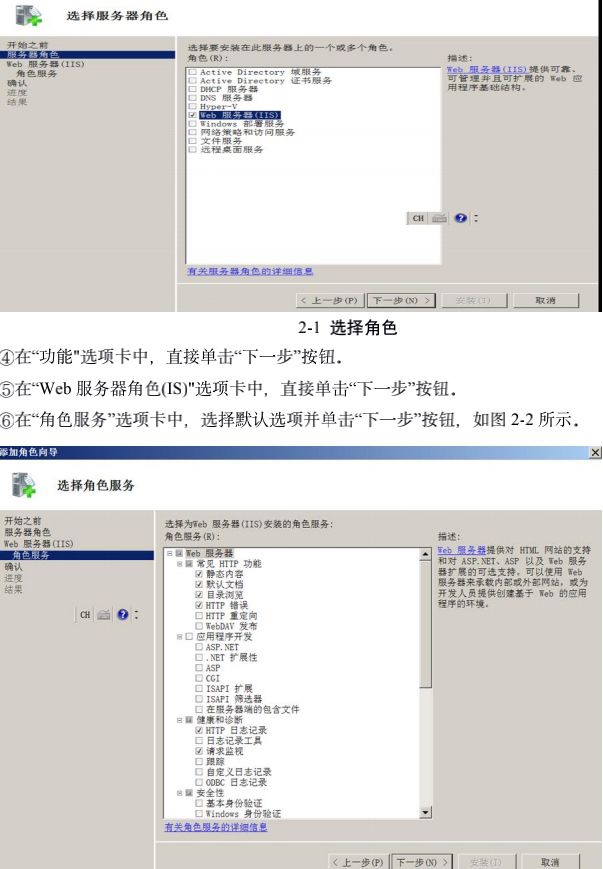 选择服务器角色
开始之前
服务器角色
Web 服务器(IIS)
角色服务
确认
进度
结果
选择要安装在此服务器上的一个或多个角色。
角色(R):
Active Directory 域服务
Active Directory 证书服务
DHCP 服务器
DNS 服务器
Hyper-V
Web 服务器(IIS)
Windows 部署服务
网络策略和访问服务
文件服务
远程桌面服务
有关服务器角色的详细信息
描述:
Web 服务器(IIS)提供可靠、
可管理并且可扩展的 Web 应
用程序基础结构。
CH
< 上一步(P)
下一步(N) >
安装(I)
取消
2-1 选择角色
④在“功能"选项卡中，直接单击“下一步”按钮。
⑤在“Web 服务器角色(IS)"选项卡中，直接单击“下一步”按钮。
⑥在“角色服务”选项卡中，选择默认选项并单击“下一步”按钮，如图 2-2 所示。
添加角色向导
选择角色服务
开始之前
服务器角色
Web 服务器(IIS)
角色服务
确认
进度
结果
CH
选择为Web 服务器(IIS)安装的角色服务:
角色服务(R):
Web 服务器
常见 HTTP 功能
静态内容
默认文档
目录浏览
HTTP 错误
HTTP 重定向
WebDAV 发布
应用程序开发
ASP.NET
.NET 扩展性
ASP
CGI
ISAPI 扩展
ISAPI 筛选器
在服务器端的包含文件
健康和诊断
HTTP 日志记录
日志记录工具
请求监视
跟踪
自定义日志记录
ODBC 日志记录
安全性
基本身份验证
Windows 身份验证
有关角色服务的详细信息
描述:
Web 服务器提供对 HTML 网站的支持
和对 ASP.NET、ASP 以及 Web 服务
器扩展的可选支持。可以使用 Web
服务器来承载内部或外部网站，或为
开发人员提供创建基于 Web 的应用
程序的环境。
< 上一步(P)
下一步(N) >
安装(I)
取消